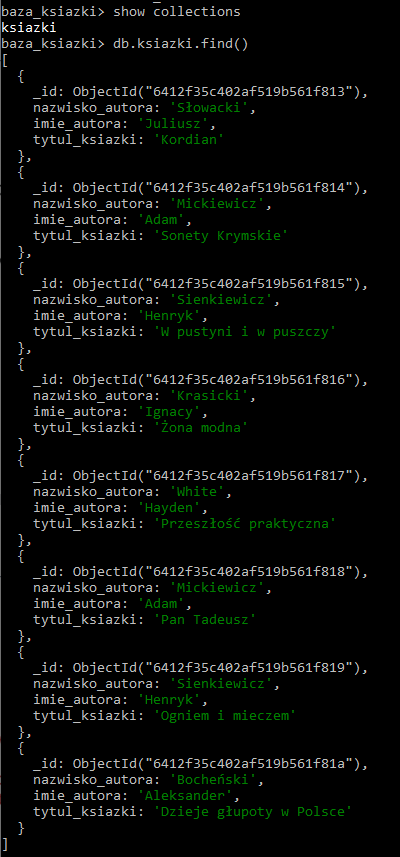 baza_ksiazki> show collections
ksiazki
baza_ksiazki> db.ksiazki.find()
[
  {
    _id: ObjectId("6412f35c402af519b561f813"),
    nazwisko_autora: 'Słowacki',
    imie_autora: 'Juliusz',
    tytul_ksiazki: 'Kordian'
  },
  {
    _id: ObjectId("6412f35c402af519b561f814"),
    nazwisko_autora: 'Mickiewicz',
    imie_autora: 'Adam',
    tytul_ksiazki: 'Sonety Krymskie'
  },
  {
    _id: ObjectId("6412f35c402af519b561f815"),
    nazwisko_autora: 'Sienkiewicz',
    imie_autora: 'Henryk',
    tytul_ksiazki: 'W pustyni i w puszczy'
  },
  {
    _id: ObjectId("6412f35c402af519b561f816"),
    nazwisko_autora: 'Krasicki',
    imie_autora: 'Ignacy',
    tytul_ksiazki: 'Żona modna'
  },
  {
    _id: ObjectId("6412f35c402af519b561f817"),
    nazwisko_autora: 'White',
    imie_autora: 'Hayden',
    tytul_ksiazki: 'Przeszłość praktyczna'
  },
  {
    _id: ObjectId("6412f35c402af519b561f818"),
    nazwisko_autora: 'Mickiewicz',
    imie_autora: 'Adam',
    tytul_ksiazki: 'Pan Tadeusz'
  },
  {
    _id: ObjectId("6412f35c402af519b561f819"),
    nazwisko_autora: 'Sienkiewicz',
    imie_autora: 'Henryk',
    tytul_ksiazki: 'Ogniem i mieczem'
  },
  {
    _id: ObjectId("6412f35c402af519b561f81a"),
    nazwisko_autora: 'Bocheński',
    imie_autora: 'Aleksander',
    tytul_ksiazki: 'Dzieje głupoty w Polsce'
  }
]